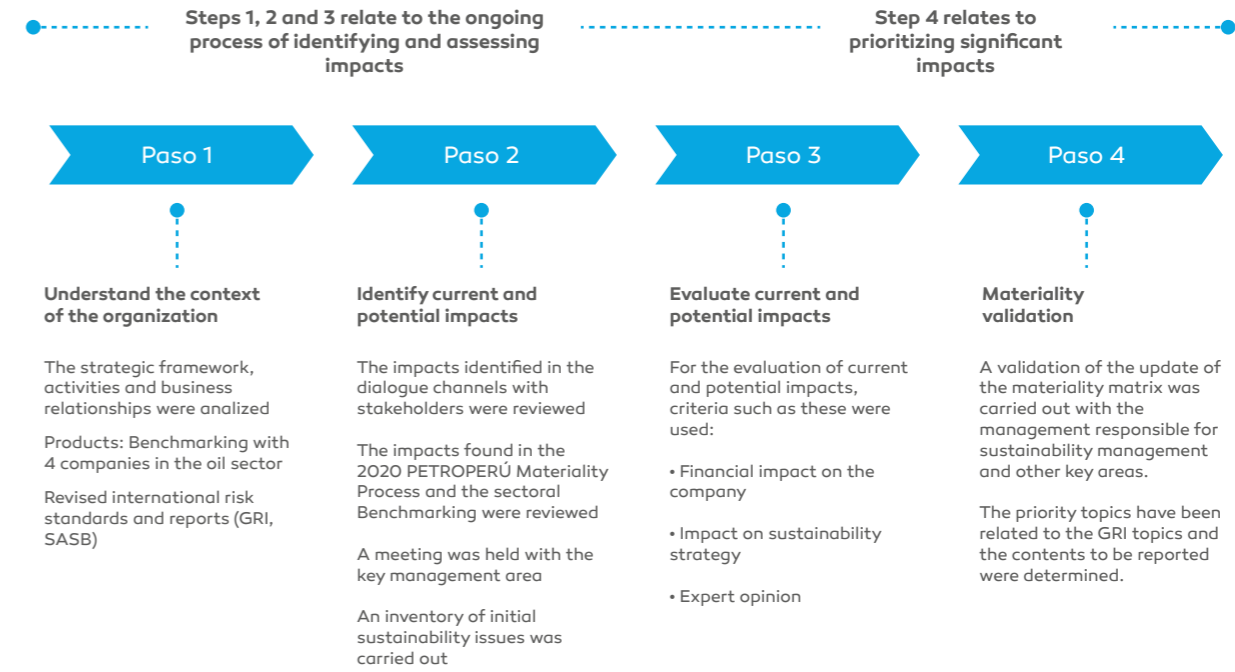 Steps 1, 2 and 3 relate to the ongoing
process of identifying and assessing
impacts
Step 4 relates to
prioritizing significant
impacts
Paso 1
Paso 2
Paso 3
Paso 4
Understand the context
of the organization
The strategic framework,
activities and business
relationships were analized
Products: Benchmarking with
4 companies in the oil sector
Revised international risk
standards and reports (GRI,
SASB)
Identify current and
potential impacts
The impacts identified in the
dialogue channels with
stakeholders were reviewed
The impacts found in the
2020 PETROPERÚ Materiality
Process and the sectoral
Benchmarking were reviewed
A meeting was held with the
key management area
An inventory of initial
sustainability issues was
carried out
Evaluate current and
potential impacts
For the evaluation of current
and potential impacts,
criteria such as these were
used:
• Financial impact on the
company
• Impact on sustainability
strategy
• Expert opinion
Materiality
validation
A validation of the update of
the materiality matrix was
carried out with the
management responsible for
sustainability management
and other key areas.
The priority topics have been
related to the GRI topics and
the contents to be reported
were determined.